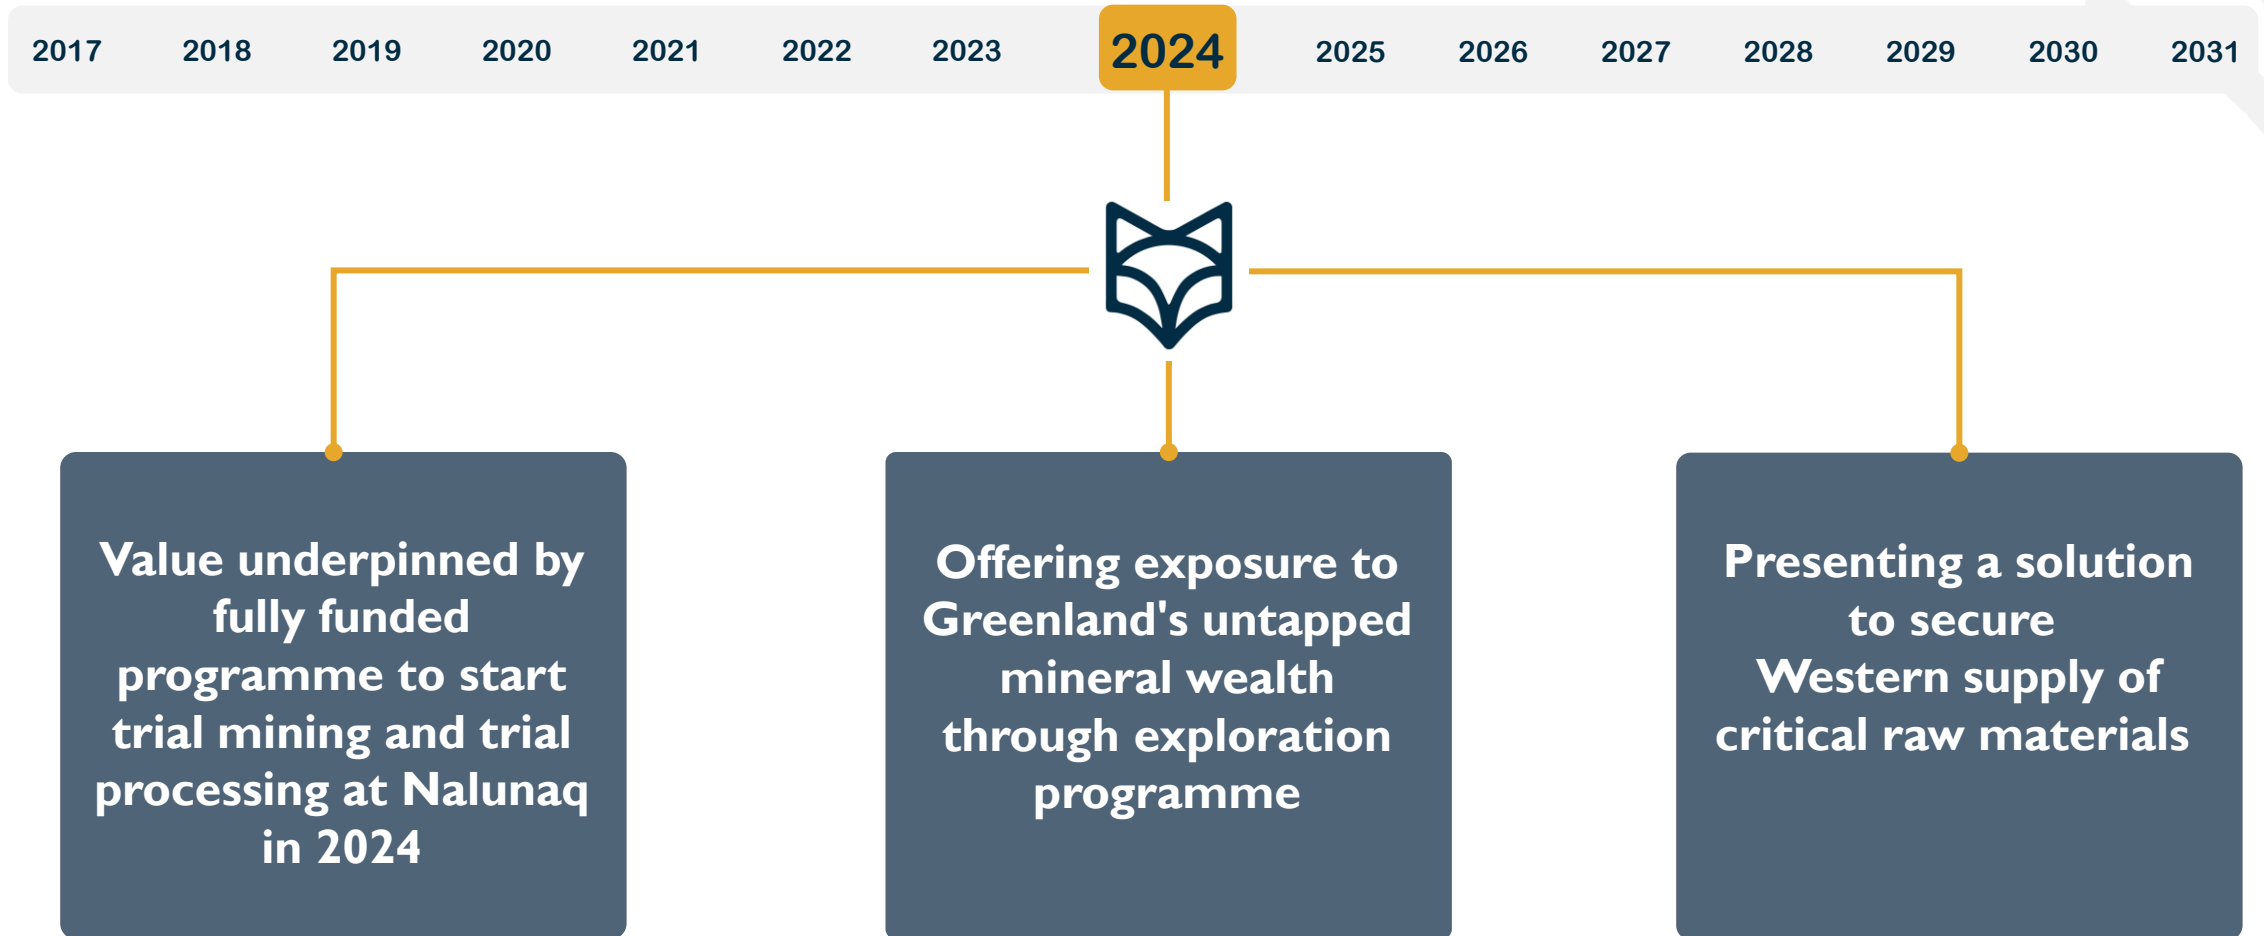 2017 2018 2019 2020 2021 2022 2023 2024 2025 2026 2027 2028 2029 2030 2031
Value underpinned by
fully funded
programme to start
trial mining and trial
processing at Nalunaq
in 2024
Offering exposure to
Greenland's untapped
mineral wealth
through exploration
programme
Presenting a solution
to secure
Western supply of
critical raw materials